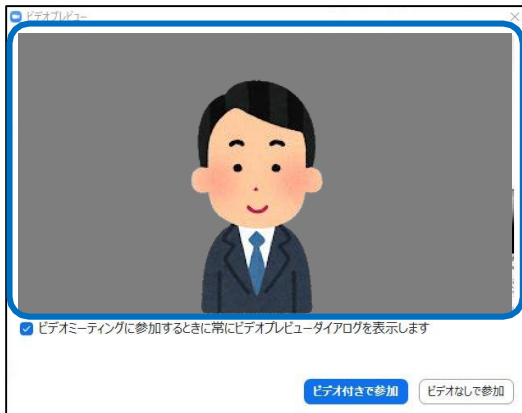 ビデオプレビュー
ビデオミーティングに参加するときに常にビデオプレビューダイアログを表示します
ビデオ付きで参加
ビデオなしで参加